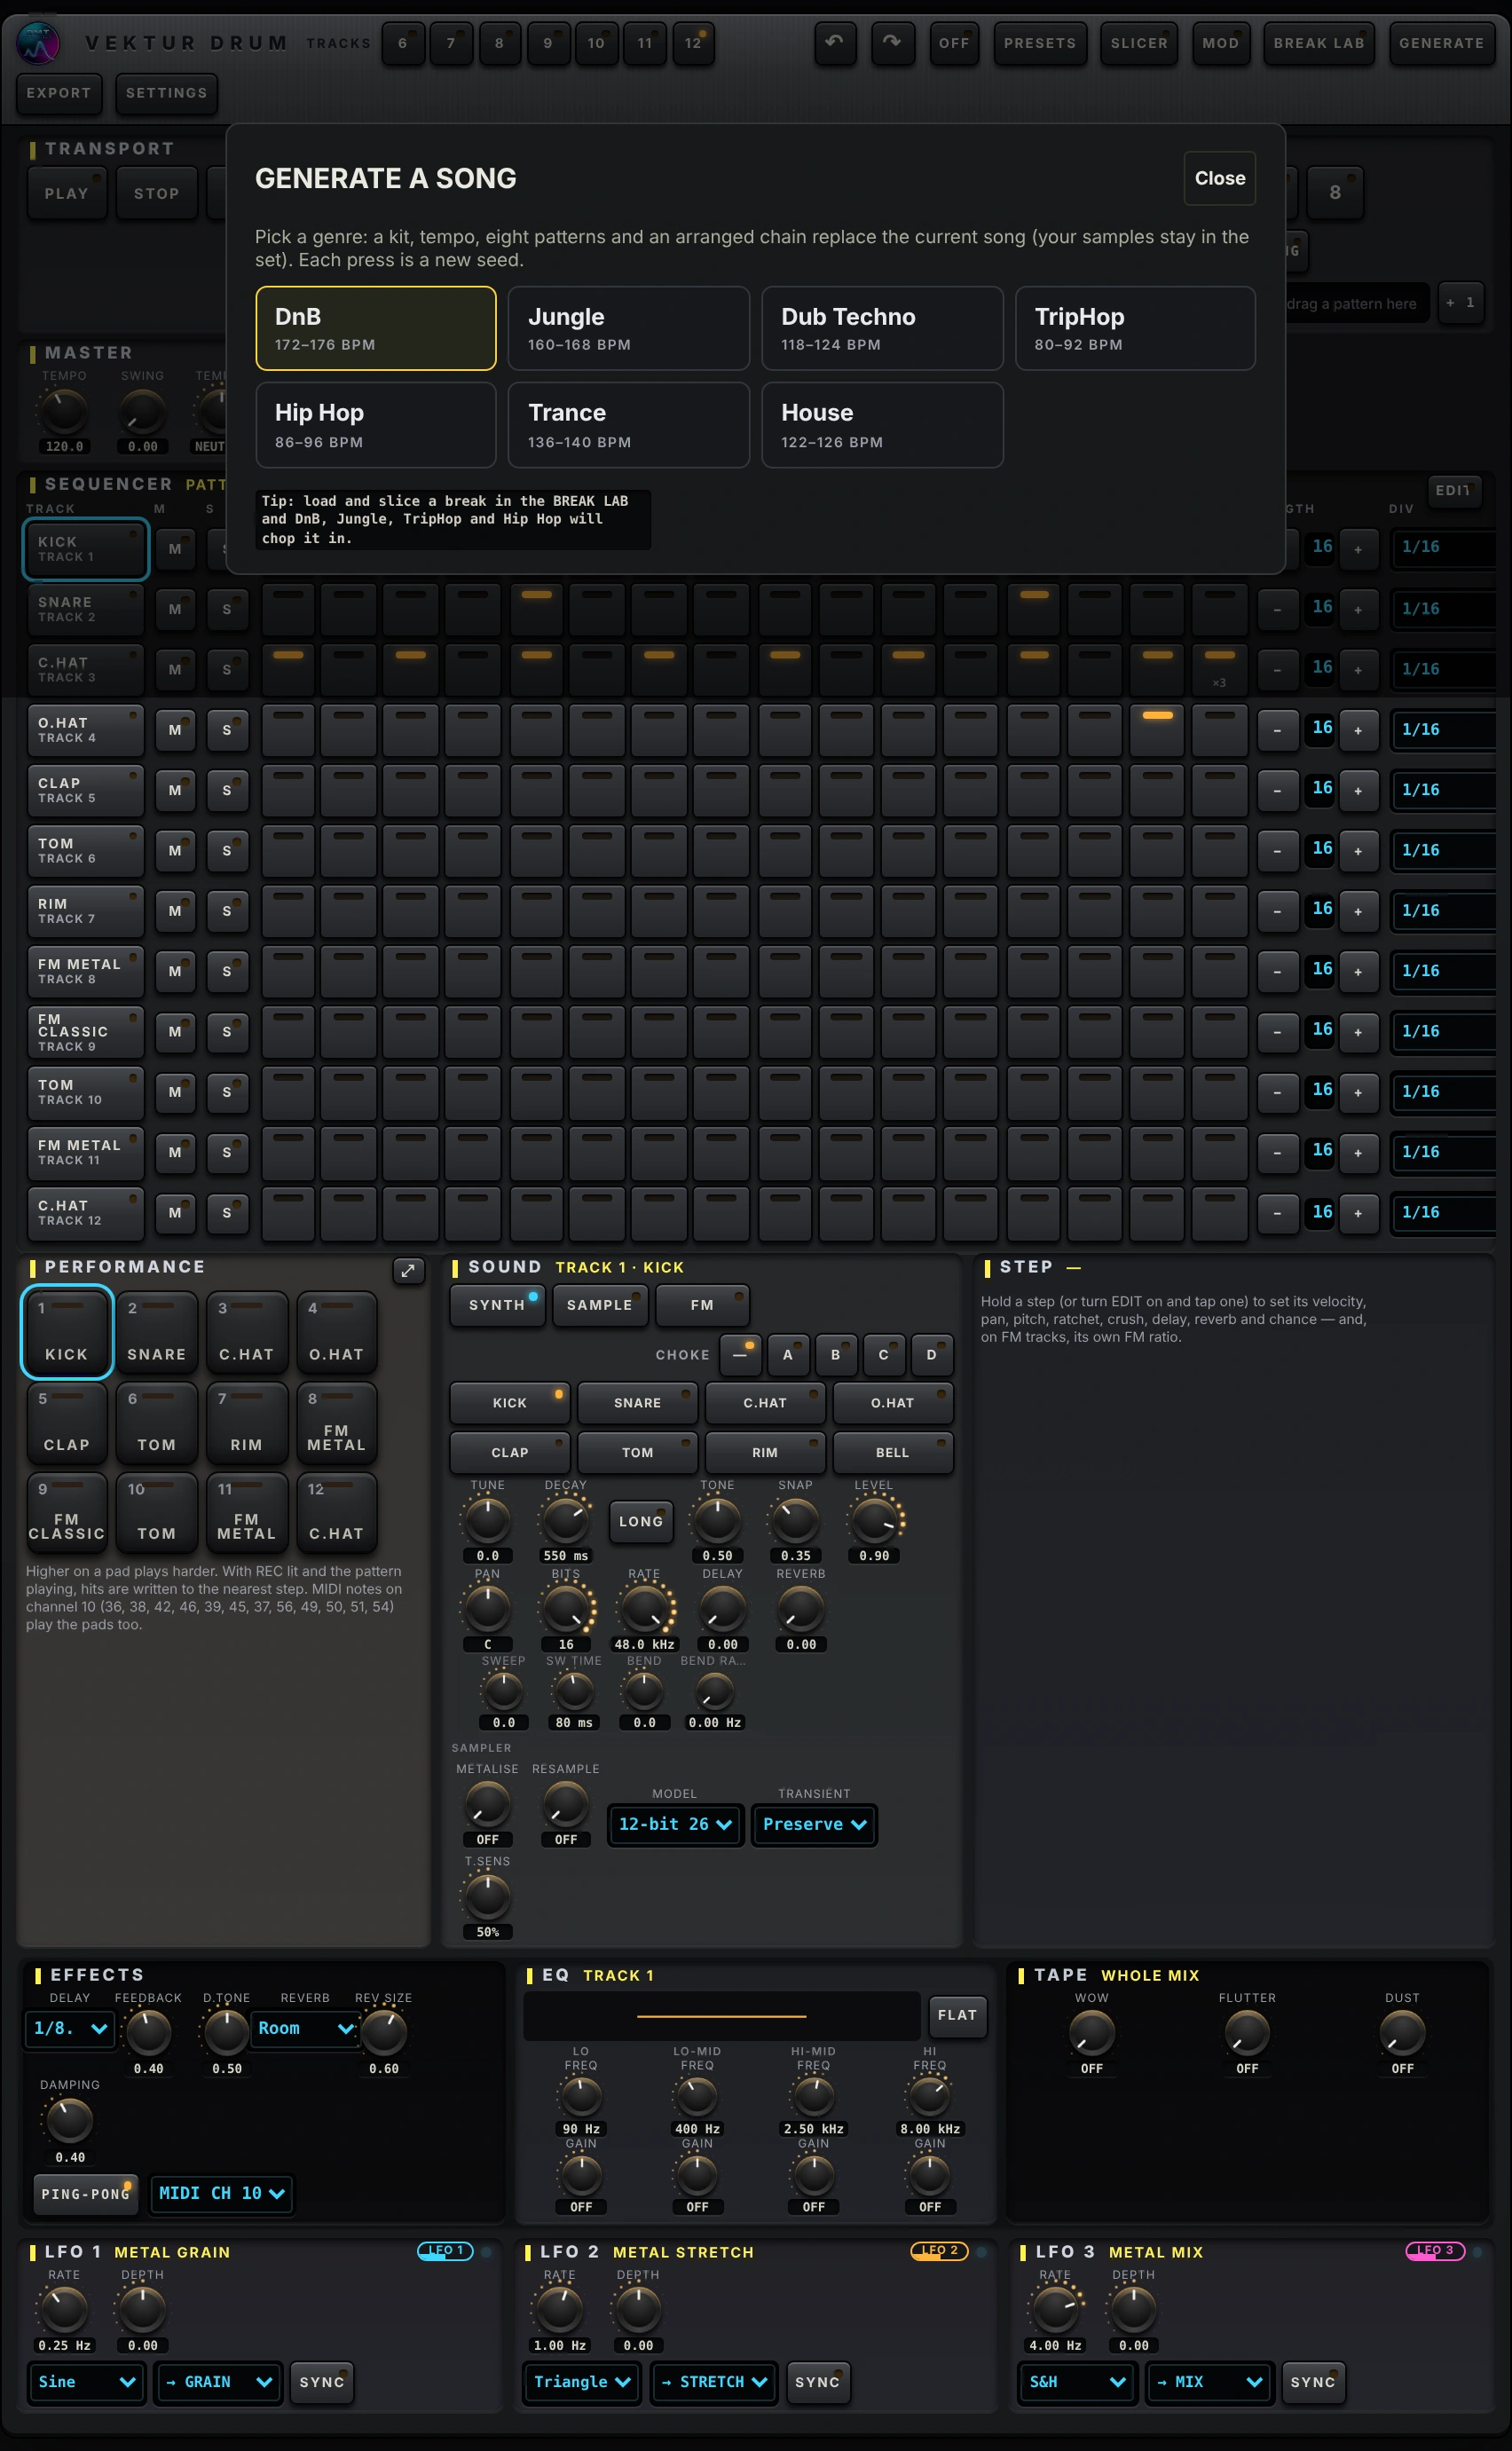 VEKTUR DRUM TRACKS 6 7 8 9 10 11 12 ↶ ↷ OFF PRESETS SLICER MOD BREAK LAB GENERATE
EXPORT SETTINGS
TRANSPORT
PLAY STOP 8
drag a pattern here + 1
GENERATE A SONG
Close
Pick a genre: a kit, tempo, eight patterns and an arranged chain replace the current song (your samples stay in the
set). Each press is a new seed.
DnB Jungle Dub Techno TripHop
172–176 BPM 160–168 BPM 118–124 BPM 80–92 BPM
Hip Hop Trance House
86–96 BPM 136–140 BPM 122–126 BPM
Tip: load and slice a break in the BREAK LAB
and DnB, Jungle, TripHop and Hip Hop will
chop it in.
MASTER
TEMPO SWING
120.0 0.00
SEQUENCER
EDIT
TRACK M S DIV
KICK
TRACK 1 M 16 + 1/16
SNARE
TRACK 2 M S – 16 + 1/16
C.HAT
TRACK 3 M S ×3 – 16 + 1/16
O.HAT
TRACK 4 M S – 16 + 1/16
CLAP
TRACK 5 M S – 16 + 1/16
TOM
TRACK 6 M S – 16 + 1/16
RIM
TRACK 7 M S – 16 + 1/16
FM METAL
TRACK 8 M S – 16 + 1/16
FM
CLASSIC
TRACK 9 M S – 16 + 1/16
TOM
TRACK 10 M S – 16 + 1/16
FM METAL
TRACK 11 M S – 16 + 1/16
C.HAT
TRACK 12 M S – 16 + 1/16
PERFORMANCE
1 2 3 4
KICK SNARE C.HAT O.HAT
5 6 7 8
CLAP TOM RIM FM METAL
9 10 11 12
FM CLASSIC TOM FM METAL C.HAT
Higher on a pad plays harder. With REC lit and the pattern
playing, hits are written to the nearest step. MIDI notes on
channel 10 (36, 38, 42, 46, 39, 45, 37, 56, 49, 50, 51, 54)
play the pads too.
SOUND TRACK 1 · KICK
SYNTH SAMPLE FM
CHOKE — A B C D
KICK SNARE C.HAT O.HAT
CLAP TOM RIM BELL
TUNE DECAY TONE SNAP LEVEL
LONG
0.0 550 ms 0.50 0.35 0.90
PAN BITS RATE DELAY REVERB
C 16 48.0 kHz 0.00 0.00
SWEEP SW TIME BEND BEND RA...
0.0 80 ms 0.0 0.00 Hz
SAMPLER
METALISE RESAMPLE MODEL TRANSIENT
12-bit 26 Preserve
OFF OFF
T.SENS
50%
STEP —
Hold a step (or turn EDIT on and tap one) to set its velocity,
pan, pitch, ratchet, crush, delay, reverb and chance — and,
on FM tracks, its own FM ratio.
EFFECTS
DELAY FEEDBACK D.TONE REVERB REV SIZE
1/8. Room
0.40 0.50 0.60
DAMPING
0.40
PING-PONG MIDI CH 10
EQ TRACK 1
FLAT
LO LO-MID HI-MID HI
FREQ FREQ FREQ FREQ
90 Hz 400 Hz 2.50 kHz 8.00 kHz
GAIN GAIN GAIN GAIN
OFF OFF OFF OFF
TAPE WHOLE MIX
WOW FLUTTER DUST
OFF OFF OFF
LFO 1 METAL GRAIN LFO 1
RATE DEPTH
0.25 Hz 0.00
Sine → GRAIN SYNC
LFO 2 METAL STRETCH LFO 2
RATE DEPTH
1.00 Hz 0.00
Triangle → STRETCH SYNC
LFO 3 METAL MIX LFO 3
RATE DEPTH
4.00 Hz 0.00
S&H → MIX SYNC